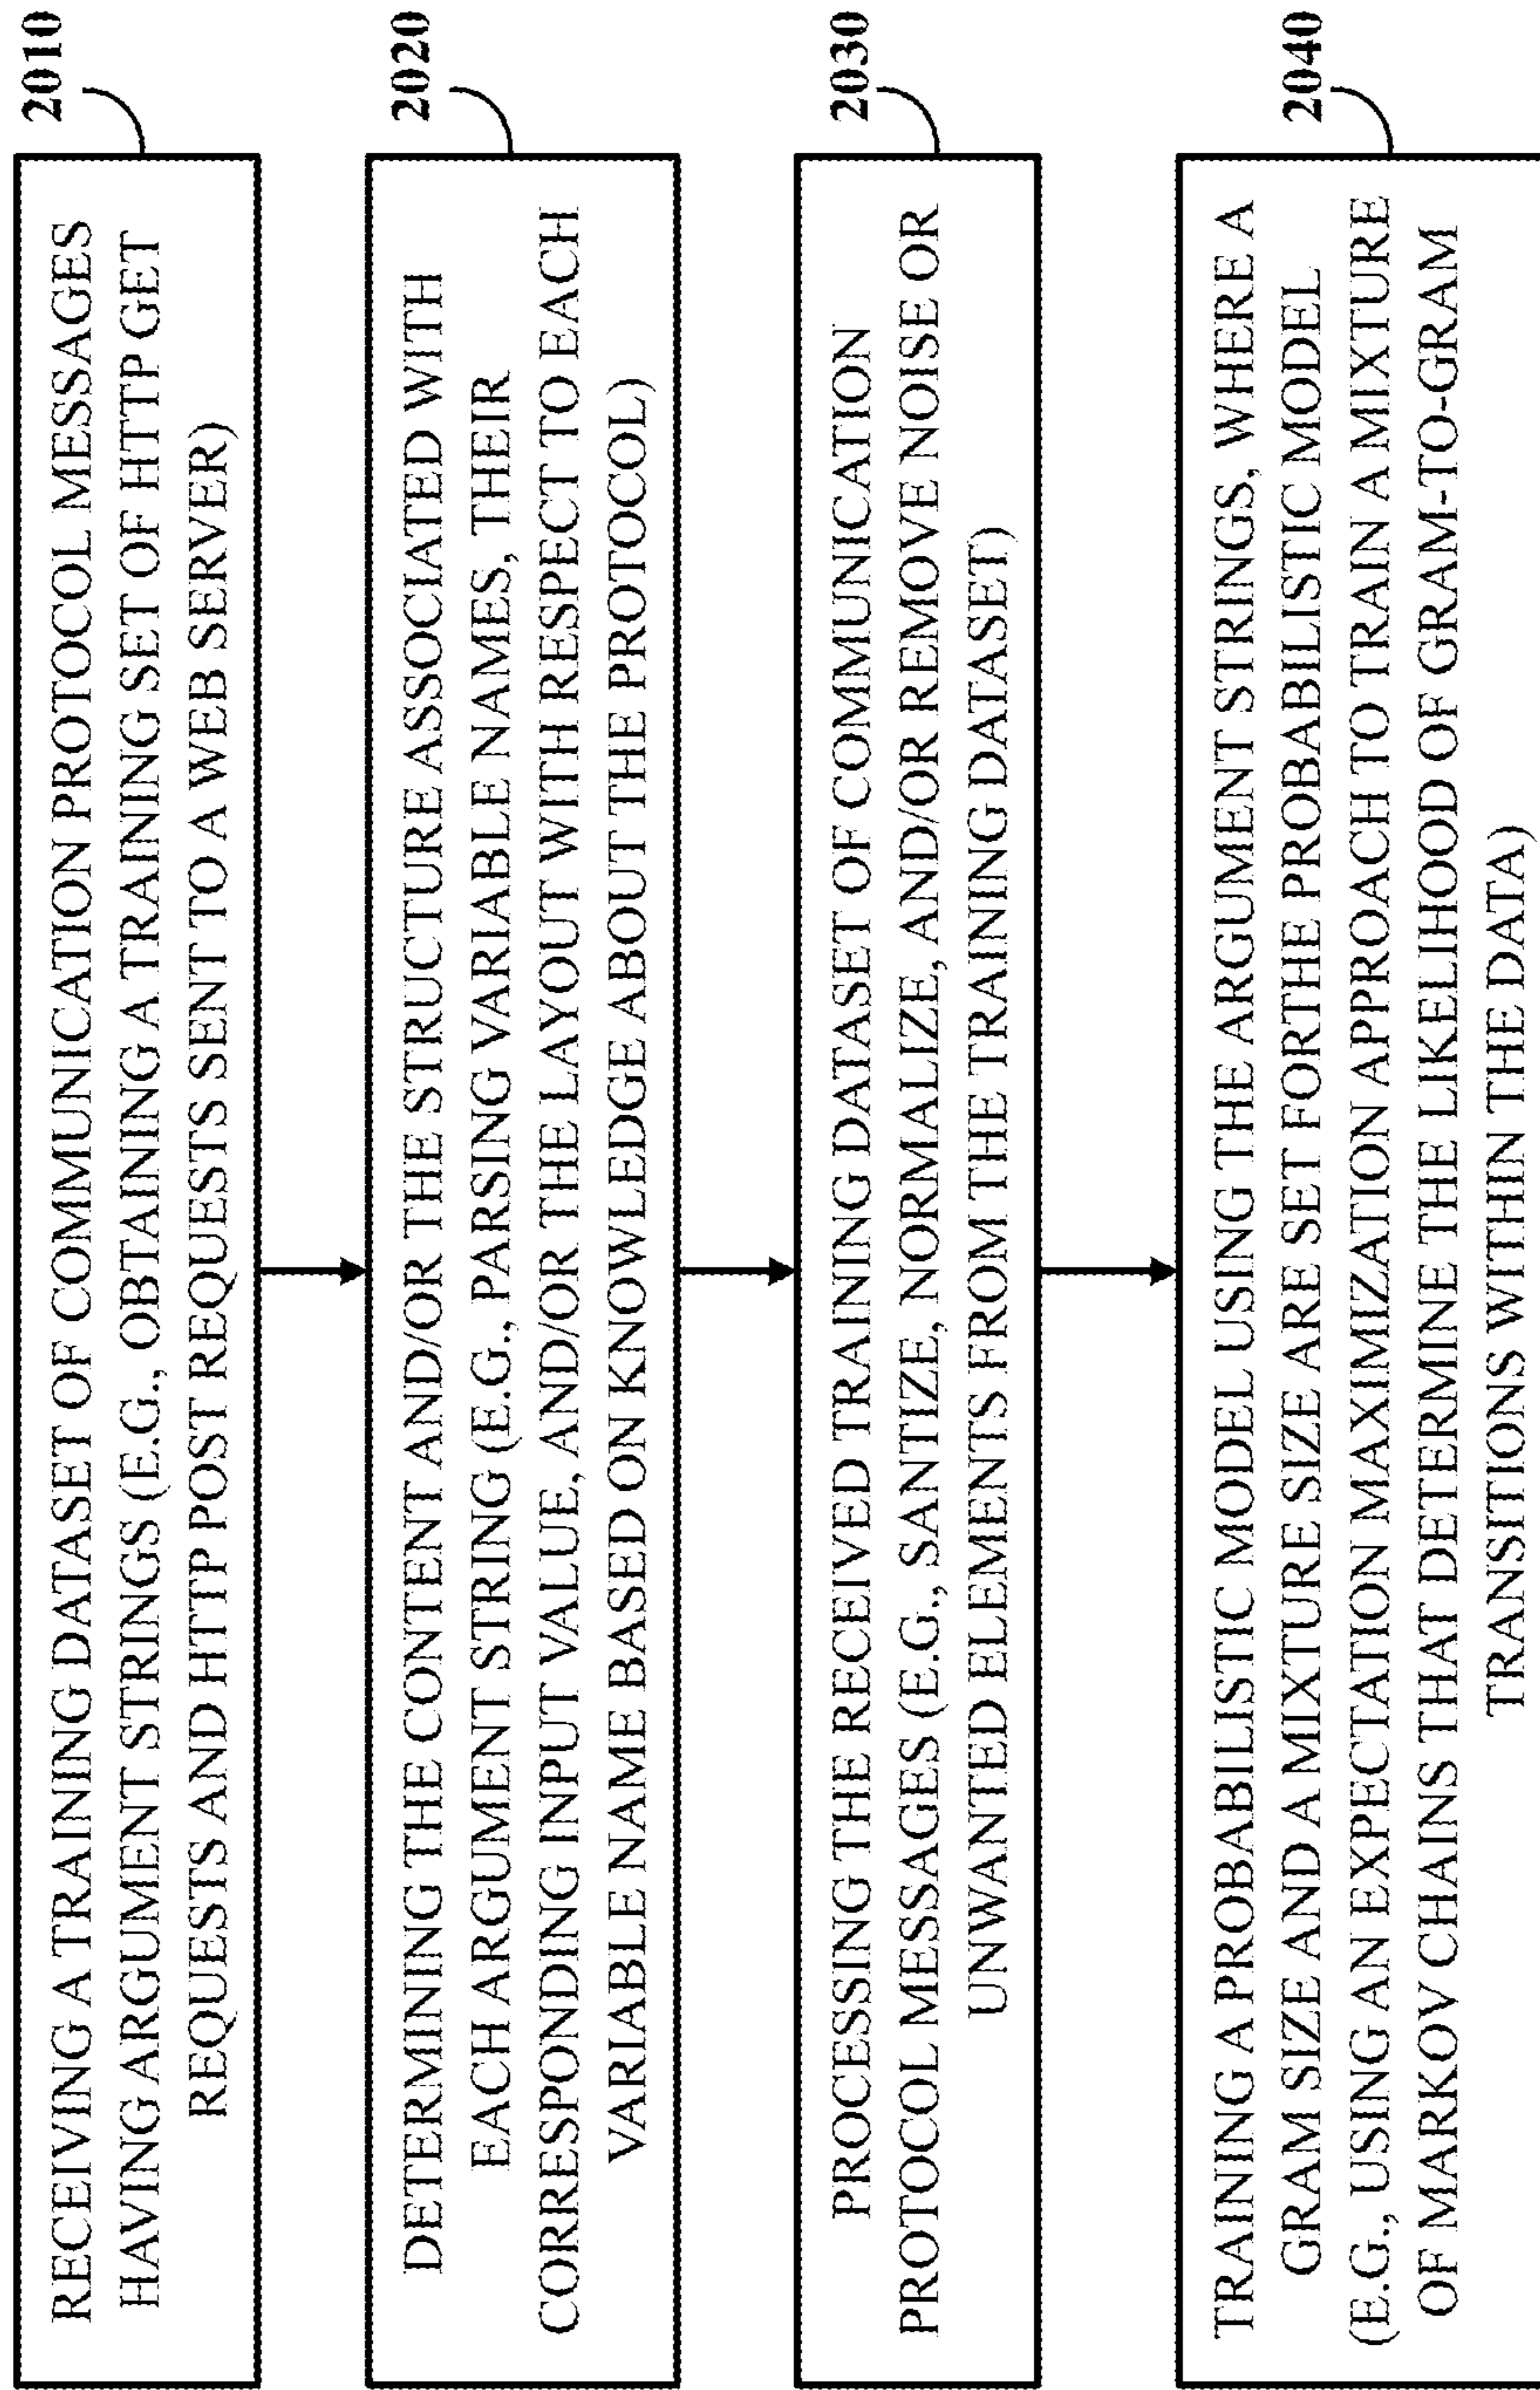 2010
RECEIVING A TRAINING DATASET OF COMMUNICATION PROTOCOL MESSAGES
HAVING ARGUMENT STRINGS (E.G., OBTAINING A TRAINING SET OF HTTP GET
REQUESTS AND HTTP POST REQUESTS SENT TO A WEB SERVER)
2020
DETERMINING THE CONTENT AND/OR THE STRUCTURE ASSOCIATED WITH
EACH ARGUMENT STRING (E.G., PARSING VARIABLE NAMES, THEIR
CORRESPONDING INPUT VALUE, AND/OR THE LAYOUT WITH RESPECT TO EACH
VARIABLE NAME BASED ON KNOWLEDGE ABOUT THE PROTOCOL)
2030
PROCESSING THE RECEIVED TRAINING DATASET OF COMMUNICATION
PROTOCOL MESSAGES (E.G., SANTIZE, NORMALIZE, AND/OR REMOVE NOISE OR
UNWANTED ELEMENTS FROM THE TRAINING DATASET)
2040
TRAINING A PROBABILISTIC MODEL USING THE ARGUMENT STRINGS, WHERE A
GRAM SIZE AND A MIXTURE SIZE ARE SET FORTHE PROBABILISTIC MODEL
(E.G., USING AN EXPECTATION MAXIMIZATION APPROACH TO TRAIN A MIXTURE
OF MARKOV CHAINS THAT DETERMINE THE LIKELIHOOD OF GRAM-TO-GRAM
TRANSITIONS WITHIN THE DATA)